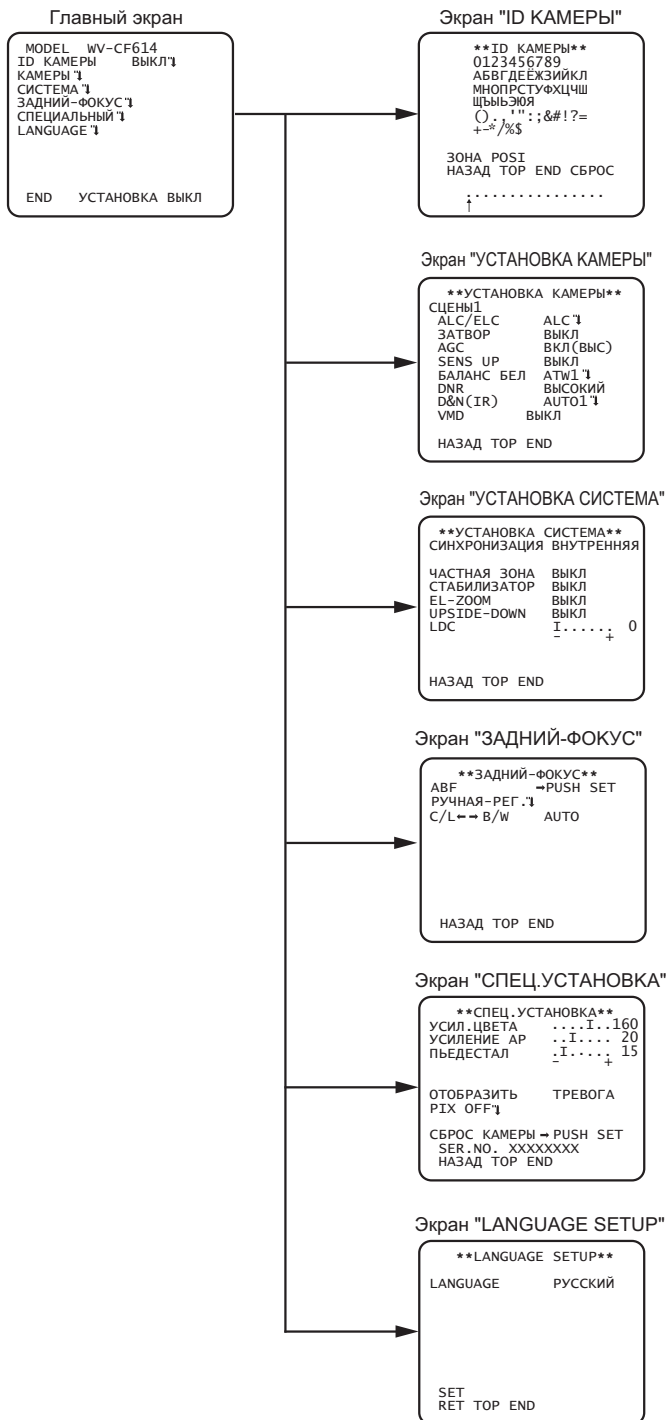 Главный экран
MODEL WV-CF614
ID КАМЕРЫ ВЫКЛ
КАМЕРЫ
СИСТЕМА
ЗАДНИЙ-ФОКУС
СПЕЦИАЛЬНЫЙ
LANGUAGE
END УСТАНОВКА ВЫКЛ
Экран "ID КАМЕРЫ"
**ID КАМЕРЫ**
0123456789
АБВГДЕЁЖЗИЙКЛ
МНОПРСТУФХЦЧШ
ЩЪЫЬЭЮЯ
().,'":;&#!?=
+-*/%$
ЗОНА POSI
НАЗАД TOP END СБРОС
................
↑
Экран "УСТАНОВКА КАМЕРЫ"
**УСТАНОВКА КАМЕРЫ**
СЦЕНЫ1
ALC/ELC ALC
ЗАТВОР ВЫКЛ
AGC ВКЛ(ВЫС)
SENS UP ВЫКЛ
БАЛАНС БЕЛ ATW1
DNR ВЫСОКИЙ
D&N(IR) AUTO1
VMD ВЫКЛ
НАЗАД TOP END
Экран "УСТАНОВКА СИСТЕМА"
**УСТАНОВКА СИСТЕМА**
СИНХРОНИЗАЦИЯ ВНУТРЕННЯЯ
ЧАСТНАЯ ЗОНА ВЫКЛ
СТАБИЛИЗАТОР ВЫКЛ
EL-ZOOM ВЫКЛ
UPSIDE-DOWN ВЫКЛ
LDC I...... 0
- +
НАЗАД TOP END
Экран "ЗАДНИЙ-ФОКУС"
**ЗАДНИЙ-ФОКУС**
ABF →PUSH SET
РУЧНАЯ-РЕГ.
C/L←→B/W AUTO
НАЗАД TOP END
Экран "СПЕЦ.УСТАНОВКА"
**СПЕЦ.УСТАНОВКА**
УСИЛ.ЦВЕТА ....I..160
УСИЛЕНИЕ АР ..I.... 20
ПЬЕДЕСТАЛ .I..... 15
- +
ОТОБРАЗИТЬ ТРЕВОГА
PIX OFF
СБРОС КАМЕРЫ→PUSH SET
SER.NO. XXXXXXXX
НАЗАД TOP END
Экран "LANGUAGE SETUP"
**LANGUAGE SETUP**
LANGUAGE РУССКИЙ
SET
RET TOP END